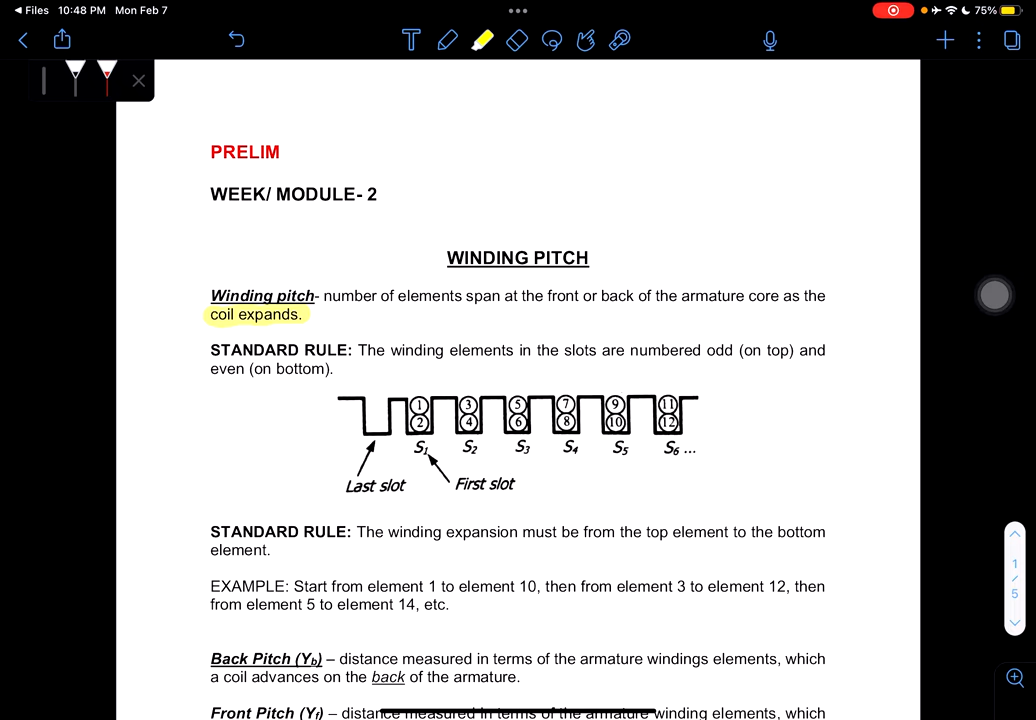 Files 10:48 PM Mon Feb 7 75%
PRELIM
WEEK/ MODULE- 2
WINDING PITCH
Winding pitch- number of elements span at the front or back of the armature core as the
coil expands.
STANDARD RULE: The winding elements in the slots are numbered odd (on top) and
even (on bottom).
1 3 5 7 9 11
2 4 6 8 10 12
S1 S2 S3 S4 S5 S6 ...
Last slot First slot
STANDARD RULE: The winding expansion must be from the top element to the bottom
element.
EXAMPLE: Start from element 1 to element 10, then from element 3 to element 12, then
from element 5 to element 14, etc.
1
/
5
Back Pitch (Yb) – distance measured in terms of the armature windings elements, which
a coil advances on the back of the armature.
Front Pitch (Yf) – distance measured in terms of the armature winding elements, which